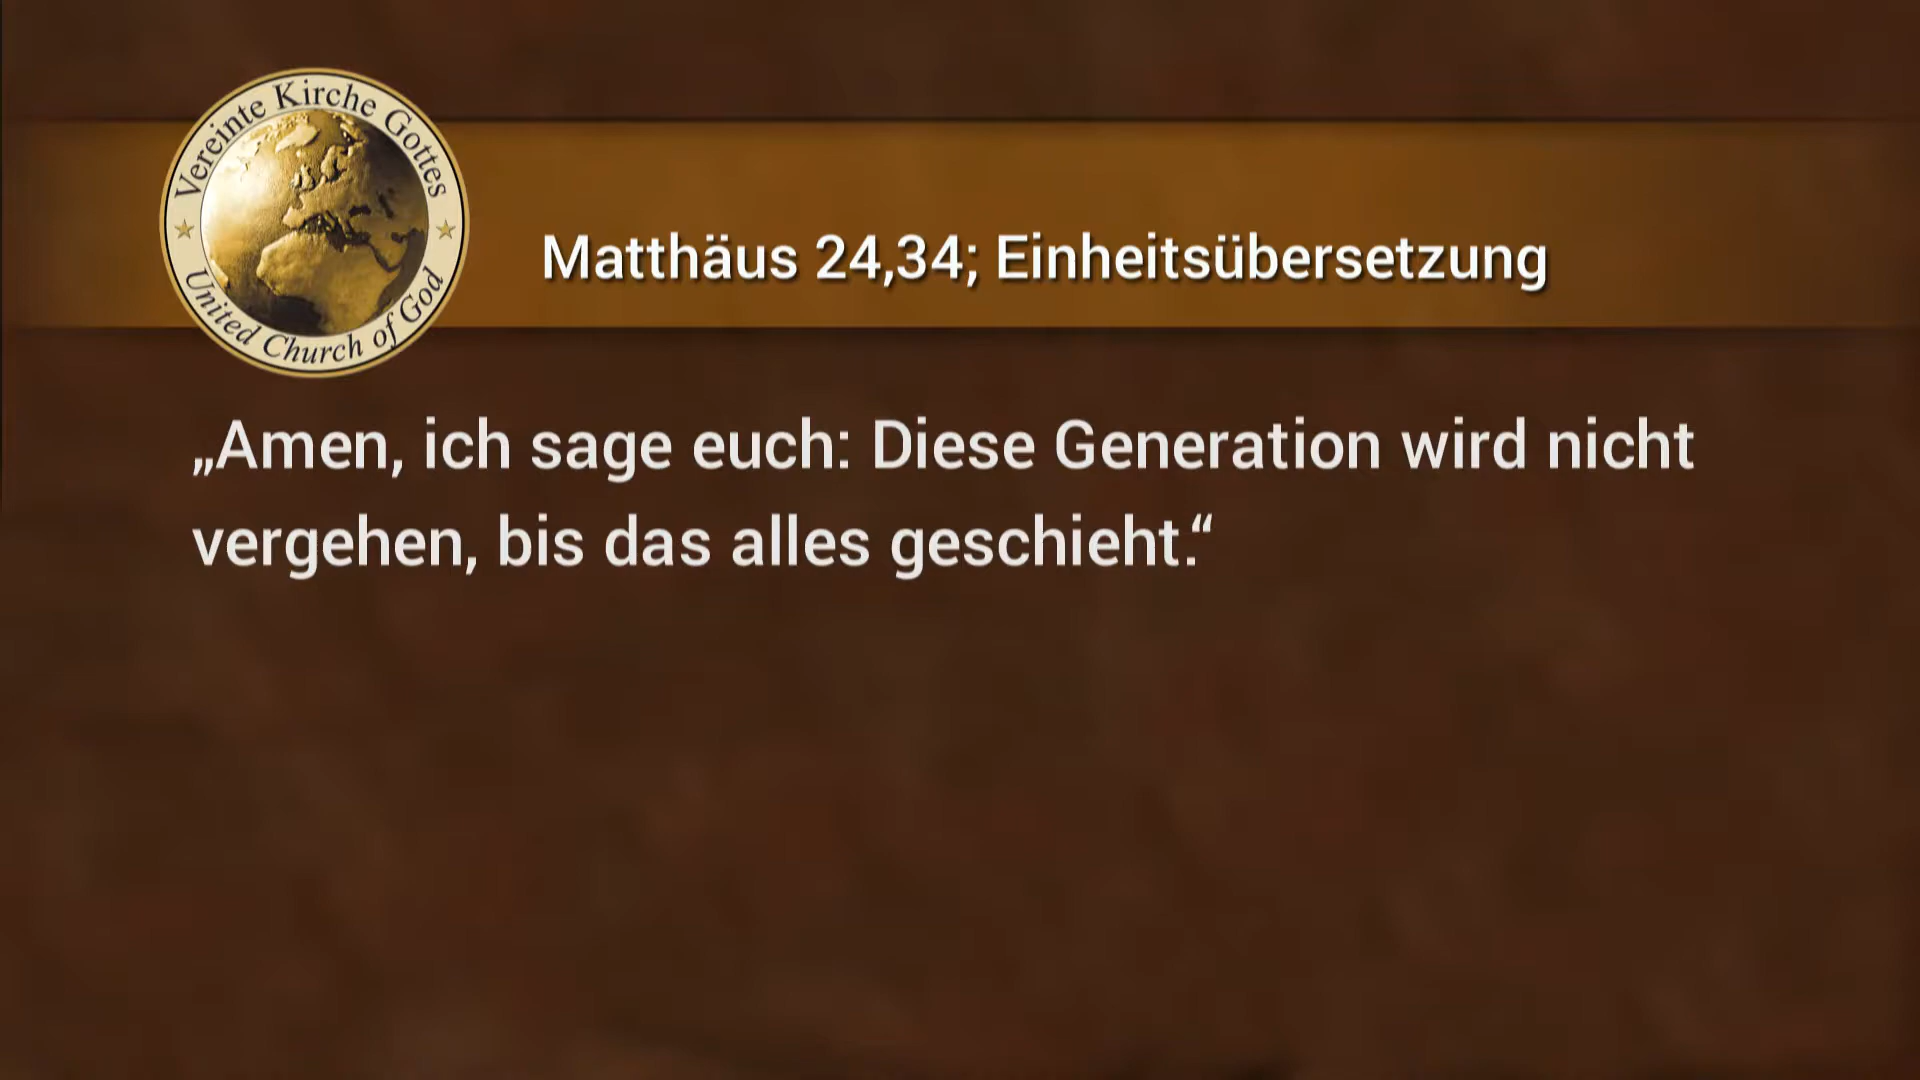 Vereinte Kirche Gottes
United Church of God
Matthäus 24,34; Einheitsübersetzung
„Amen, ich sage euch: Diese Generation wird nicht
vergehen, bis das alles geschieht.“